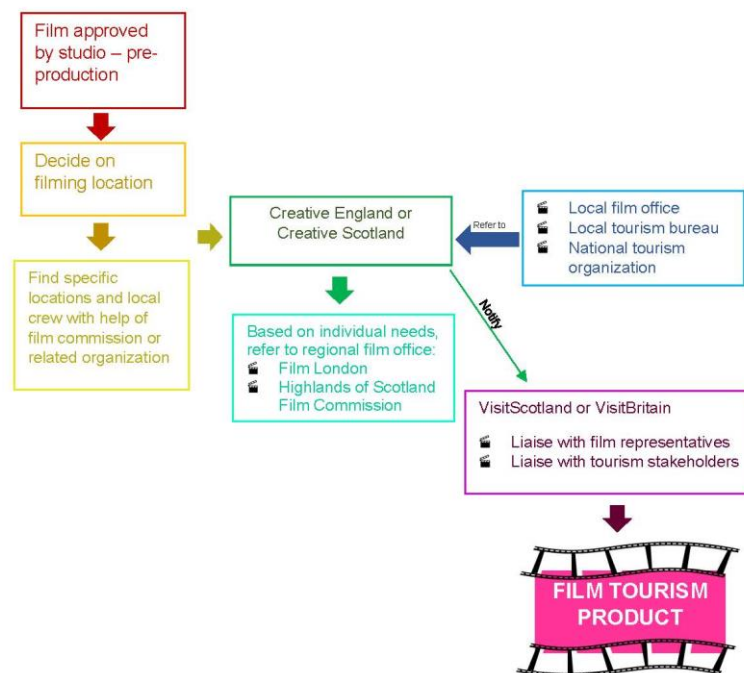 Film approved
by studio – pre-
production
Decide on
filming location
Find specific
locations and local
crew with help of
film commission or
related organization
Creative England or
Creative Scotland
Refer to
Local film office
Local tourism bureau
National tourism
organization
Based on individual needs,
refer to regional film office:
Film London
Highlands of Scotland
Film Commission
Notify
VisitScotland or VisitBritain
Liaise with film representatives
Liaise with tourism stakeholders
FILM TOURISM
PRODUCT